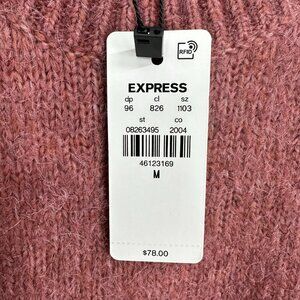 RFID
EXPRESS
dp cl sz
96 826 1103
st co
08263495 2004
46123169
M
$78.00